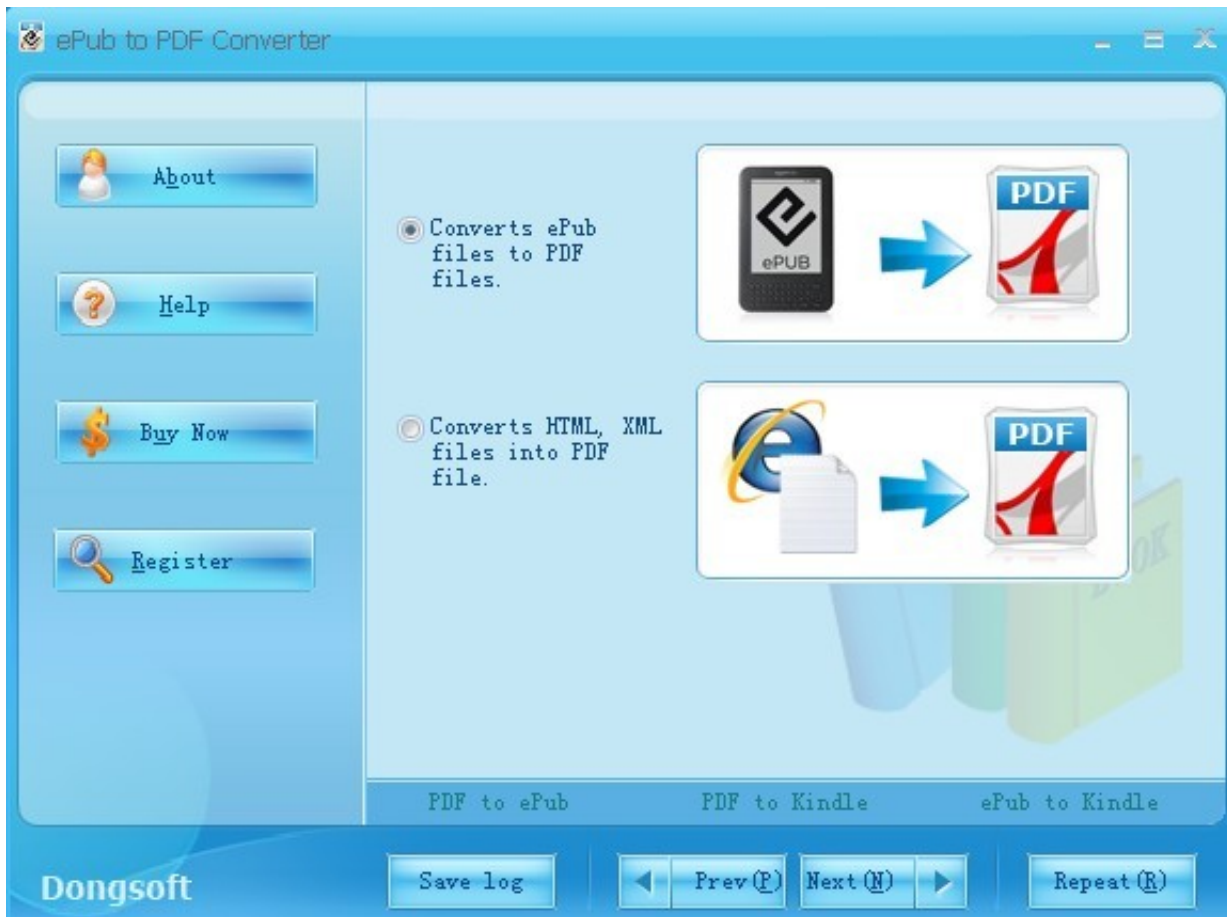 ePub to PDF Converter
About
Help
Buy Now
Register
Converts ePub
files to PDF
files.
ePUB
PDF
Converts HTML, XML
files into PDF
file.
PDF
BOOK
PDF to ePub
PDF to Kindle
ePub to Kindle
Dongsoft
Save log
Prev(P)
Next(N)
Repeat(R)